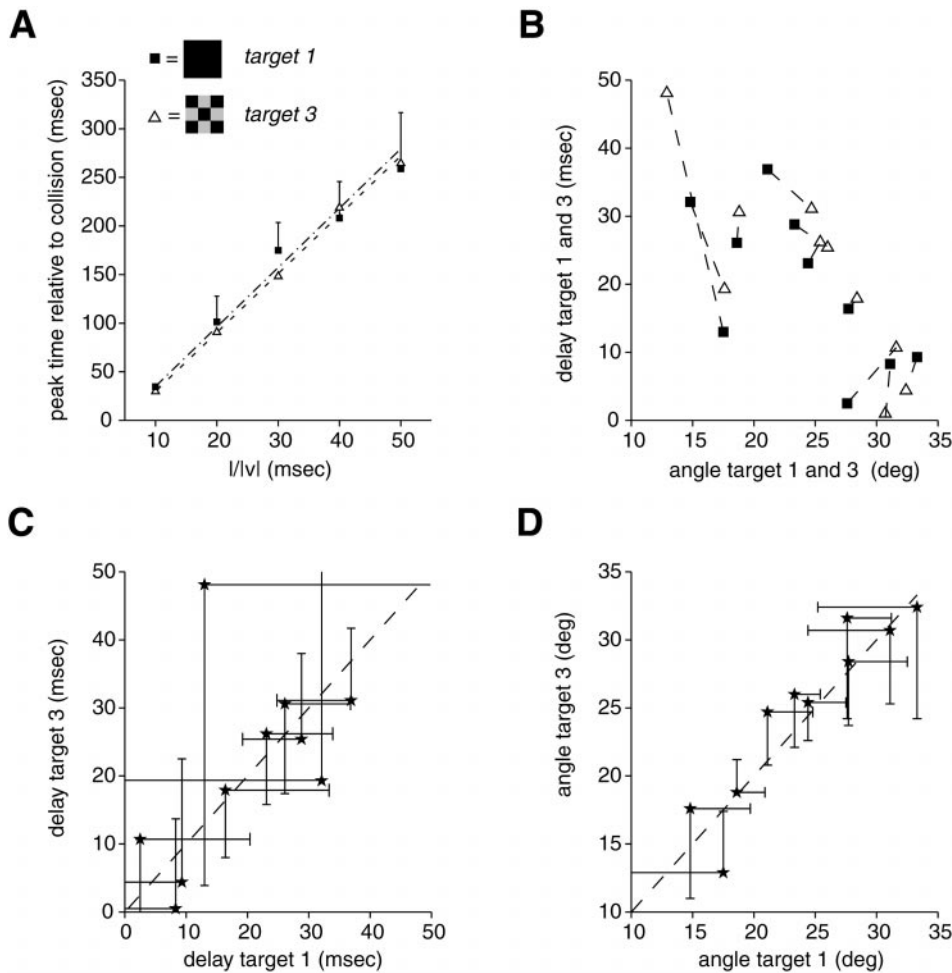 A
■ = target 1
△ = target 3
peak time relative to collision (msec)
350
300
250
200
150
100
50
0
10 20 30 40 50
l/|v| (msec)
B
delay target 1 and 3 (msec)
50
40
30
20
10
0
10 15 20 25 30 35
angle target 1 and 3 (deg)
C
delay target 3 (msec)
50
40
30
20
10
0
0 10 20 30 40 50
delay target 1 (msec)
D
angle target 3 (deg)
35
30
25
20
15
10
10 15 20 25 30 35
angle target 1 (deg)